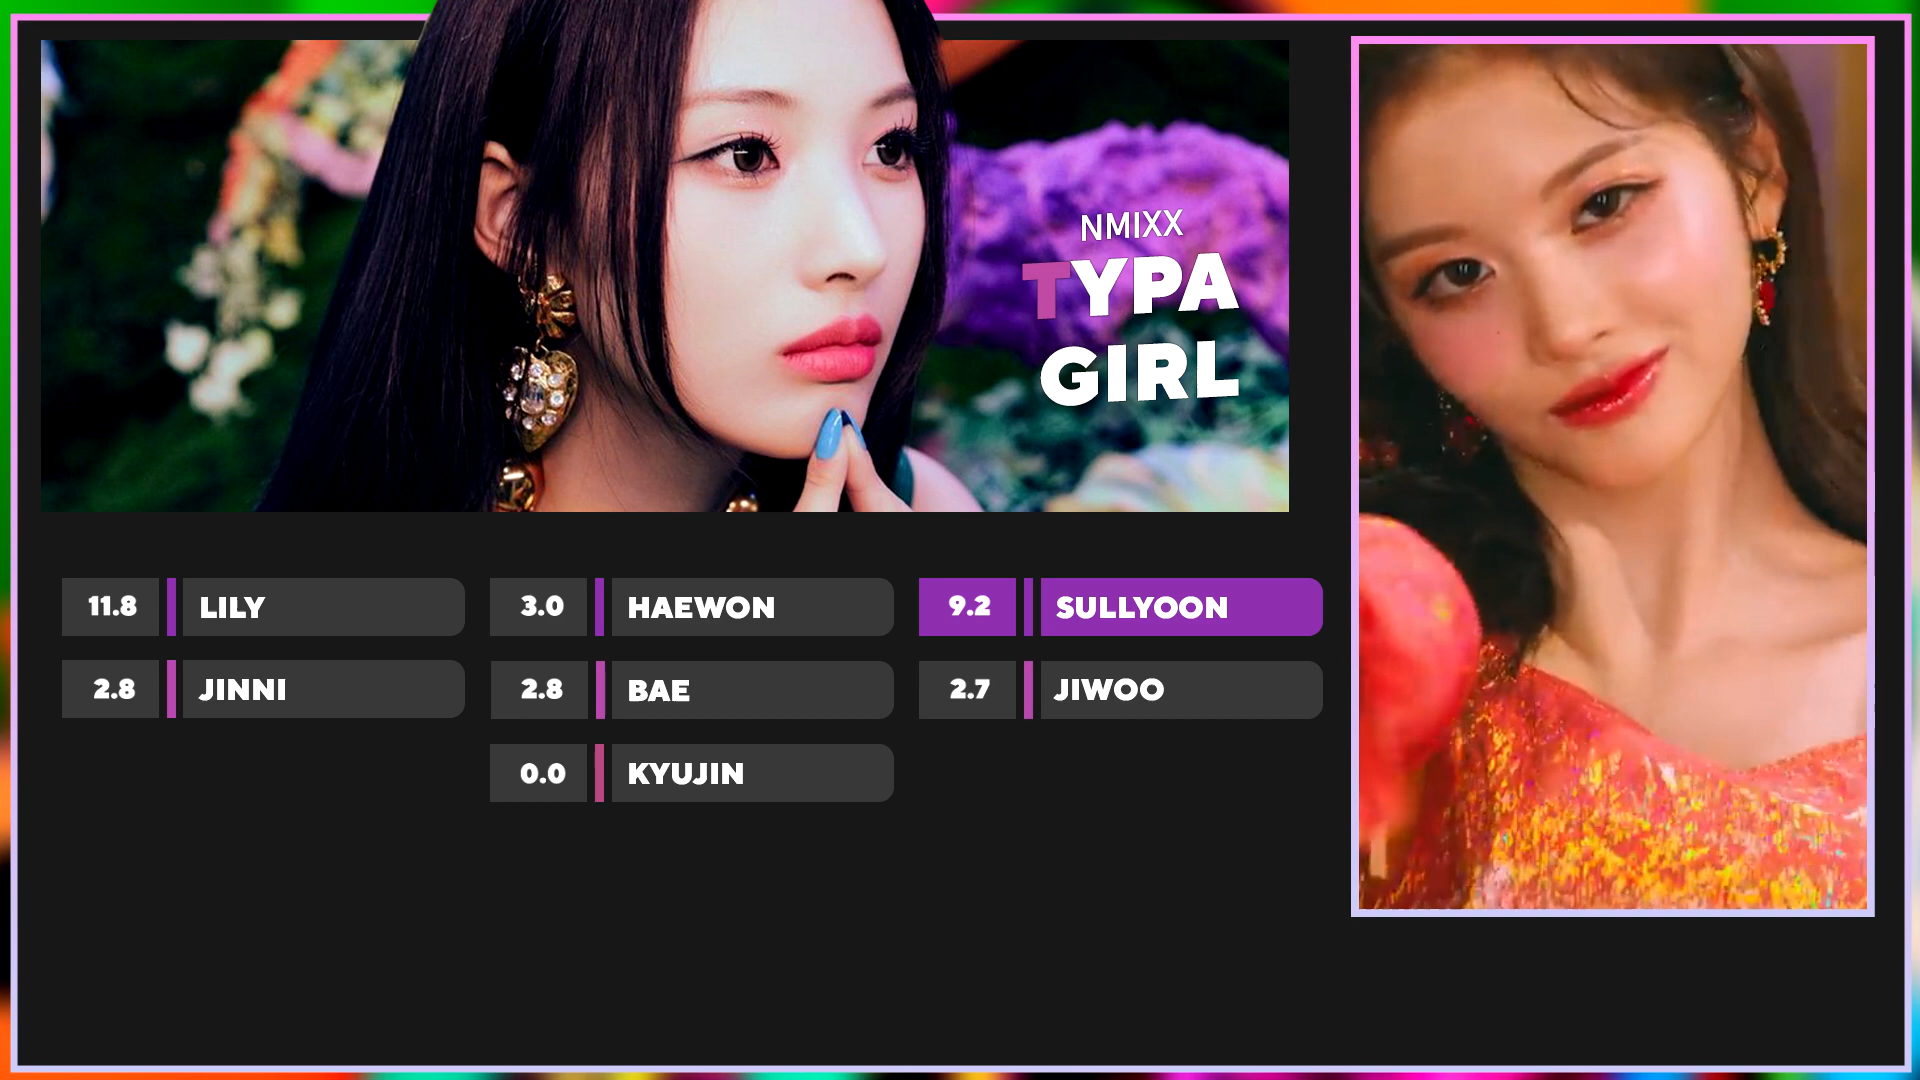 NMIXX
TYPA
GIRL
11.8 LILY
3.0 HAEWON
9.2 SULLYOON
2.8 JINNI
2.8 BAE
2.7 JIWOO
0.0 KYUJIN